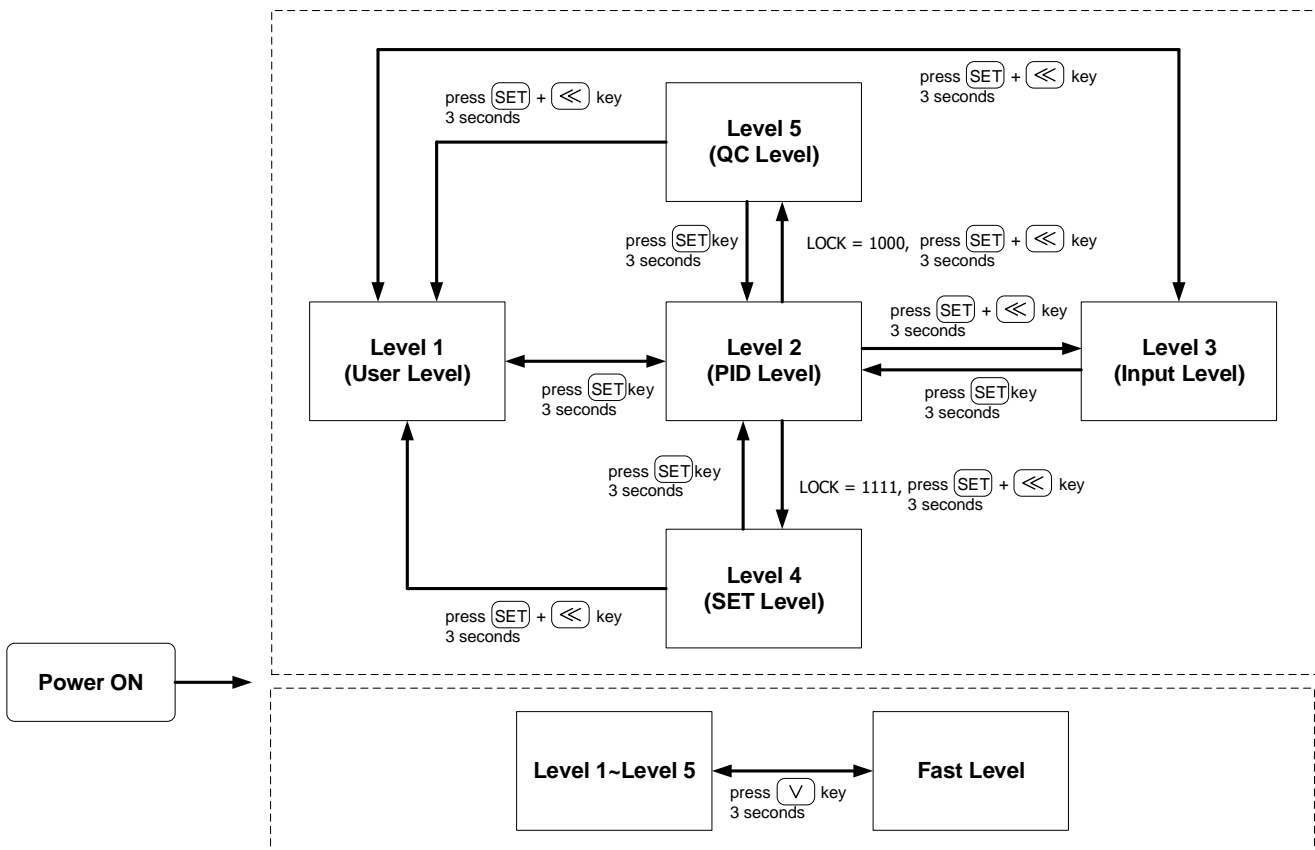 press SET + ≪ key
3 seconds
press SET + ≪ key
3 seconds
Level 5
(QC Level)
press SET key
3 seconds
LOCK = 1000, press SET + ≪ key
3 seconds
Level 1
(User Level)
press SET key
3 seconds
Level 2
(PID Level)
press SET + ≪ key
3 seconds
press SET key
3 seconds
Level 3
(Input Level)
press SET key
3 seconds
LOCK = 1111, press SET + ≪ key
3 seconds
Level 4
(SET Level)
press SET + ≪ key
3 seconds
Power ON
Level 1~Level 5
press ∨ key
3 seconds
Fast Level